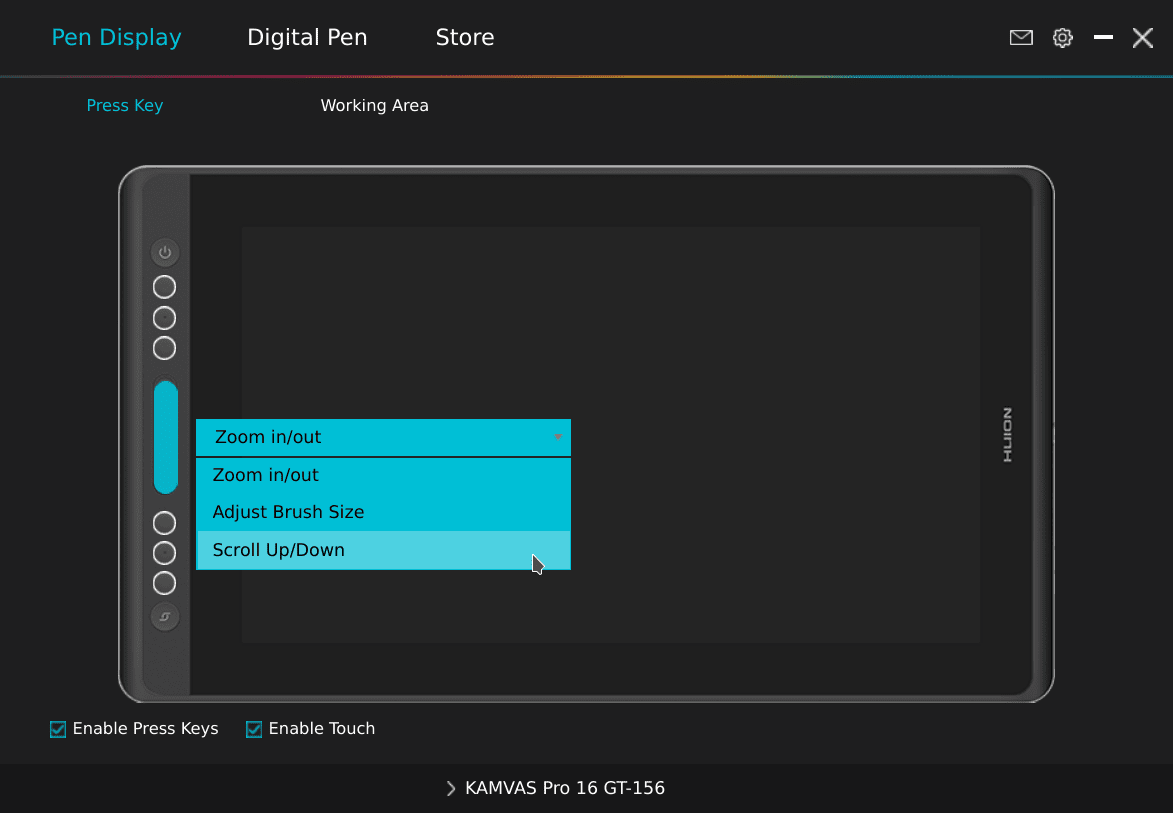 Pen Display
Digital Pen
Store
Press Key
Working Area
Zoom in/out
Zoom in/out
Adjust Brush Size
Scroll Up/Down
HUION
Enable Press Keys
Enable Touch
KAMVAS Pro 16 GT-156